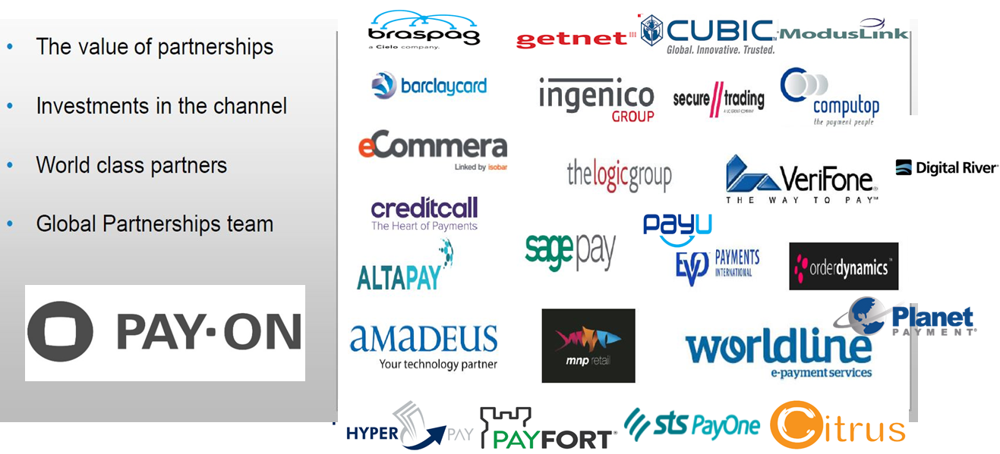 • The value of partnerships
• Investments in the channel
• World class partners
• Global Partnerships team
PAY·ON
braspag
a Cielo company.
getnet
CUBIC™
Global. Innovative. Trusted.
ModusLink
barclaycard
ingenico
GROUP
secure//trading
computop
the payment people
eCommera
Linked by isobar
thelogicgroup
VeriFone®
THE WAY TO PAY™
Digital River®
creditcall
The Heart of Payments
payu
sagepay
ALTAPAY
EVO PAYMENTS
INTERNATIONAL
orderdynamics™
AMADEUS
Your technology partner
mnp retail
worldline
e-payment services
Planet
PAYMENT®
HYPER PAY
PAYFORT®
sts PayOne
Citrus